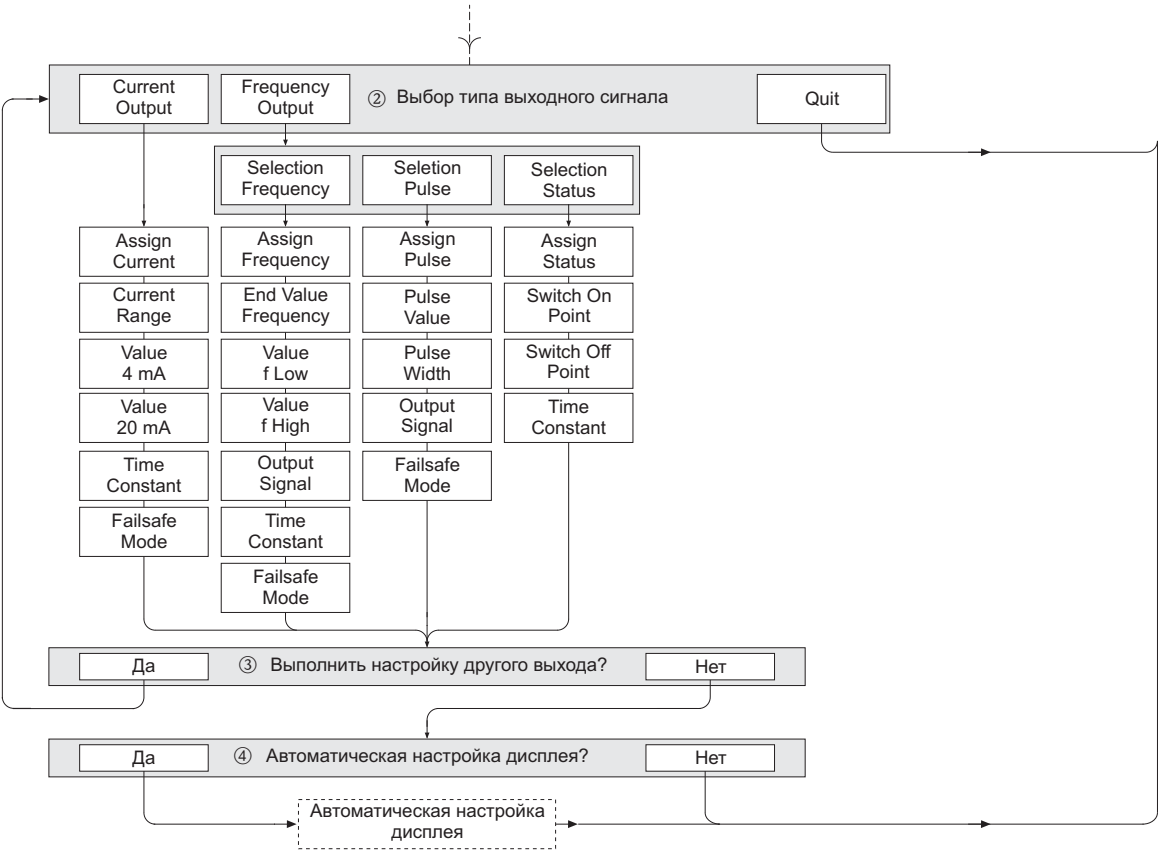 Current
Output
Frequency
Output
② Выбор типа выходного сигнала
Quit
Selection
Frequency
Seletion
Pulse
Selection
Status
Assign
Current
Assign
Frequency
Assign
Pulse
Assign
Status
Current
Range
End Value
Frequency
Pulse
Value
Switch On
Point
Value
4 mA
Value
f Low
Pulse
Width
Switch Off
Point
Value
20 mA
Value
f High
Output
Signal
Time
Constant
Time
Constant
Output
Signal
Failsafe
Mode
Failsafe
Mode
Time
Constant
Failsafe
Mode
Да
③ Выполнить настройку другого выхода?
Нет
Да
④ Автоматическая настройка дисплея?
Нет
Автоматическая настройка
дисплея